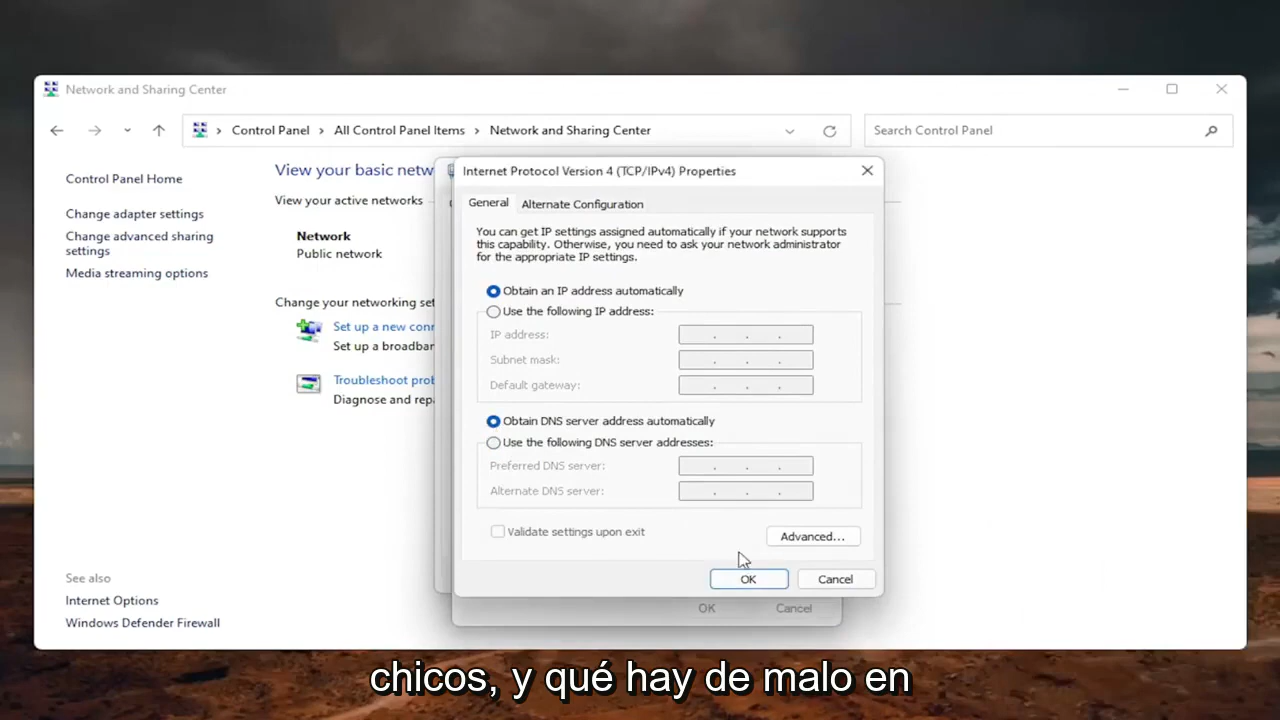 Network and Sharing Center
Control Panel
All Control Panel Items
Network and Sharing Center
Search Control Panel
Control Panel Home
Change adapter settings
Change advanced sharing
settings
Media streaming options
See also
Internet Options
Windows Defender Firewall
View your basic netw
View your active networks
Network
Public network
Change your networking set
Set up a new conn
Set up a broadban
Troubleshoot prob
Diagnose and repa
Internet Protocol Version 4 (TCP/IPv4) Properties
General
Alternate Configuration
You can get IP settings assigned automatically if your network supports
this capability. Otherwise, you need to ask your network administrator
for the appropriate IP settings.
Obtain an IP address automatically
Use the following IP address:
IP address:
Subnet mask:
Default gateway:
Obtain DNS server address automatically
Use the following DNS server addresses:
Preferred DNS server:
Alternate DNS server:
Validate settings upon exit
Advanced...
OK
Cancel
OK
Cancel
chicos, y qué hay de malo en